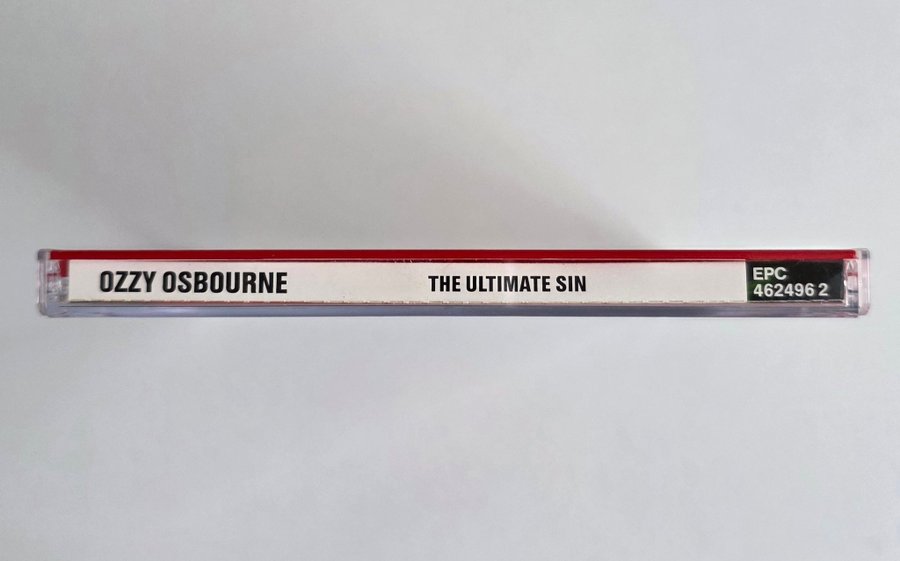 OZZY OSBOURNE THE ULTIMATE SIN
EPC
462496 2